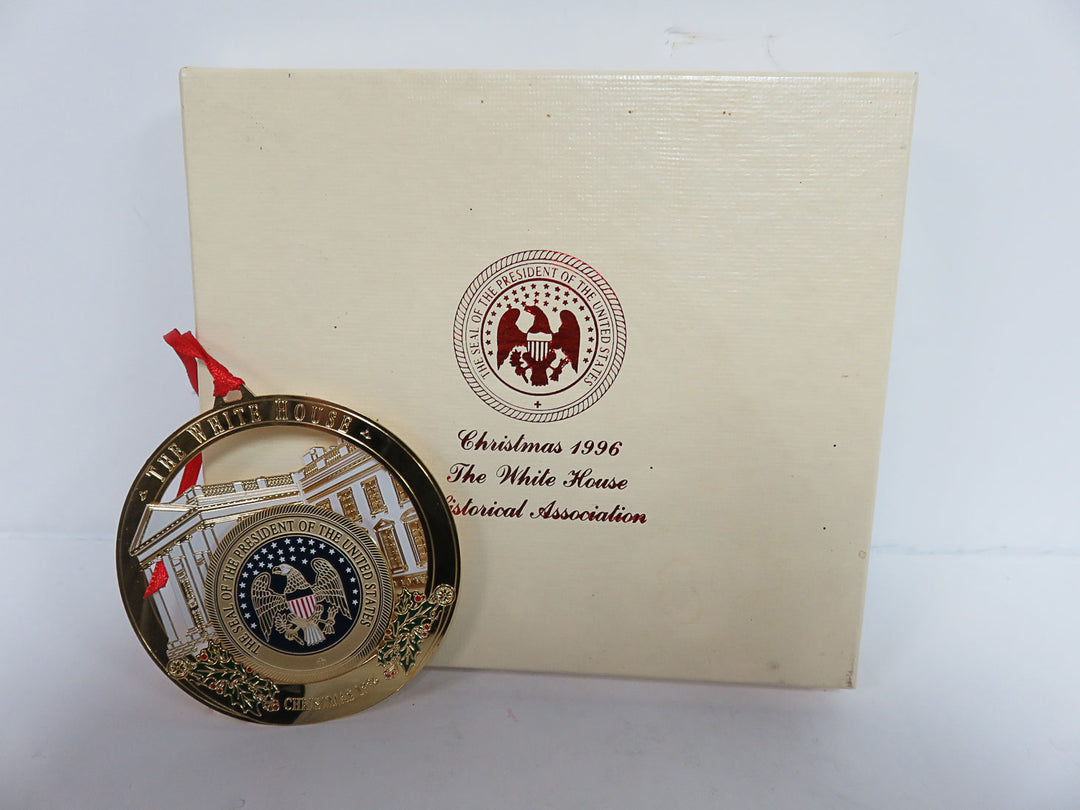 THE SEAL OF THE PRESIDENT OF THE UNITED STATES
Christmas 1996
The White House
Historical Association
THE WHITE HOUSE
THE SEAL OF THE PRESIDENT OF THE UNITED STATES
CHRISTMAS